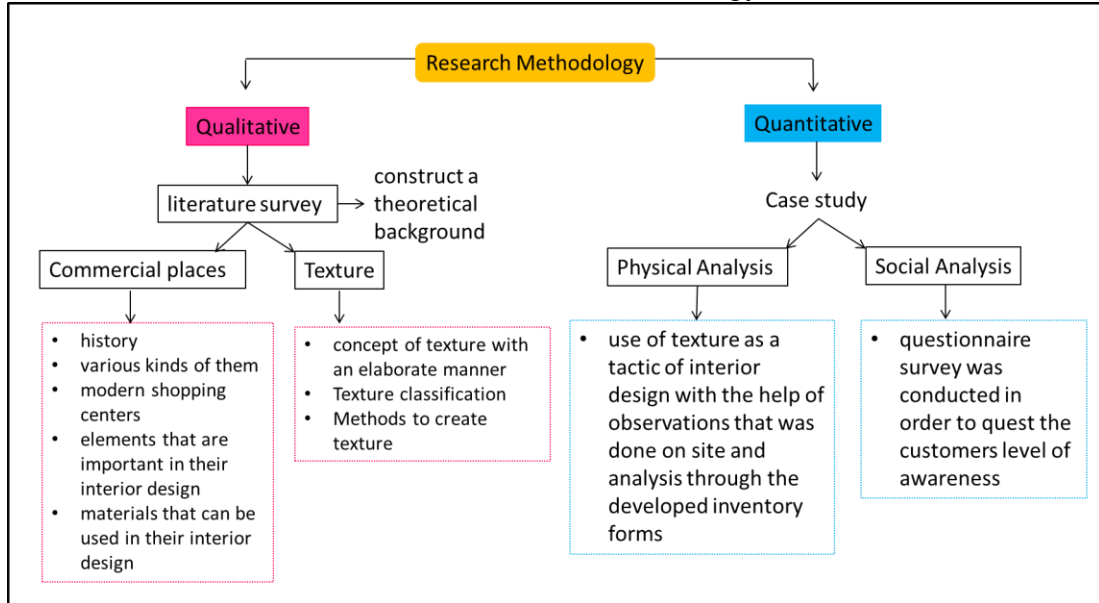 Research Methodology
Qualitative
Quantitative
literature survey
construct a
theoretical
background
Case study
Commercial places
Texture
Physical Analysis
Social Analysis
• history
• various kinds of them
• modern shopping
centers
• elements that are
important in their
interior design
• materials that can be
used in their interior
design
• concept of texture with
an elaborate manner
• Texture classification
• Methods to create
texture
• use of texture as a
tactic of interior
design with the help of
observations that was
done on site and
analysis through the
developed inventory
forms
• questionnaire
survey was
conducted in
order to quest the
customers level of
awareness